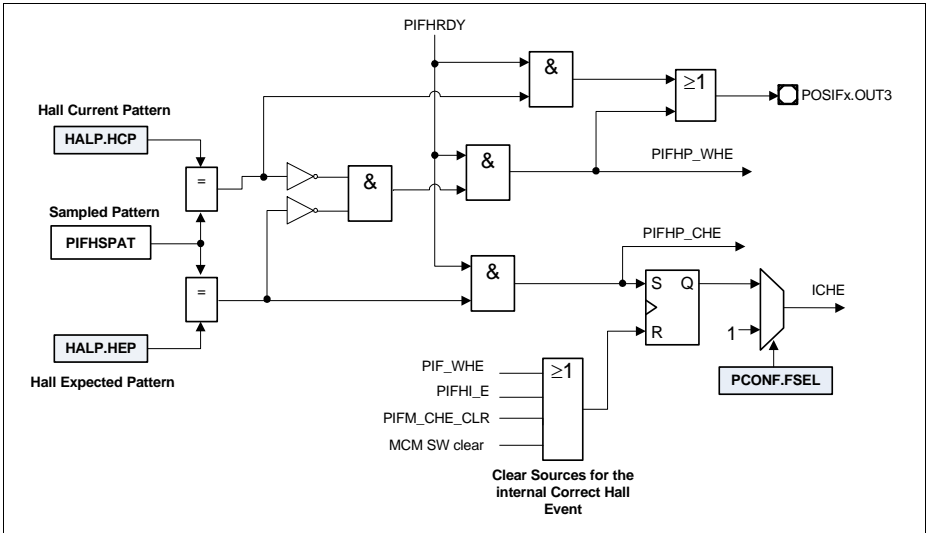 PIFHRDY
&
≥1
POSIFx.OUT3
Hall Current Pattern
HALP.HCP
=
&
&
PIFHP_WHE
Sampled Pattern
PIFHSPAT
PIFHP_CHE
=
&
S Q
ICHE
R
1
HALP.HEP
Hall Expected Pattern
PIF_WHE
PIFHI_E
PIFM_CHE_CLR
MCM SW clear
≥1
PCONF.FSEL
Clear Sources for the
internal Correct Hall
Event